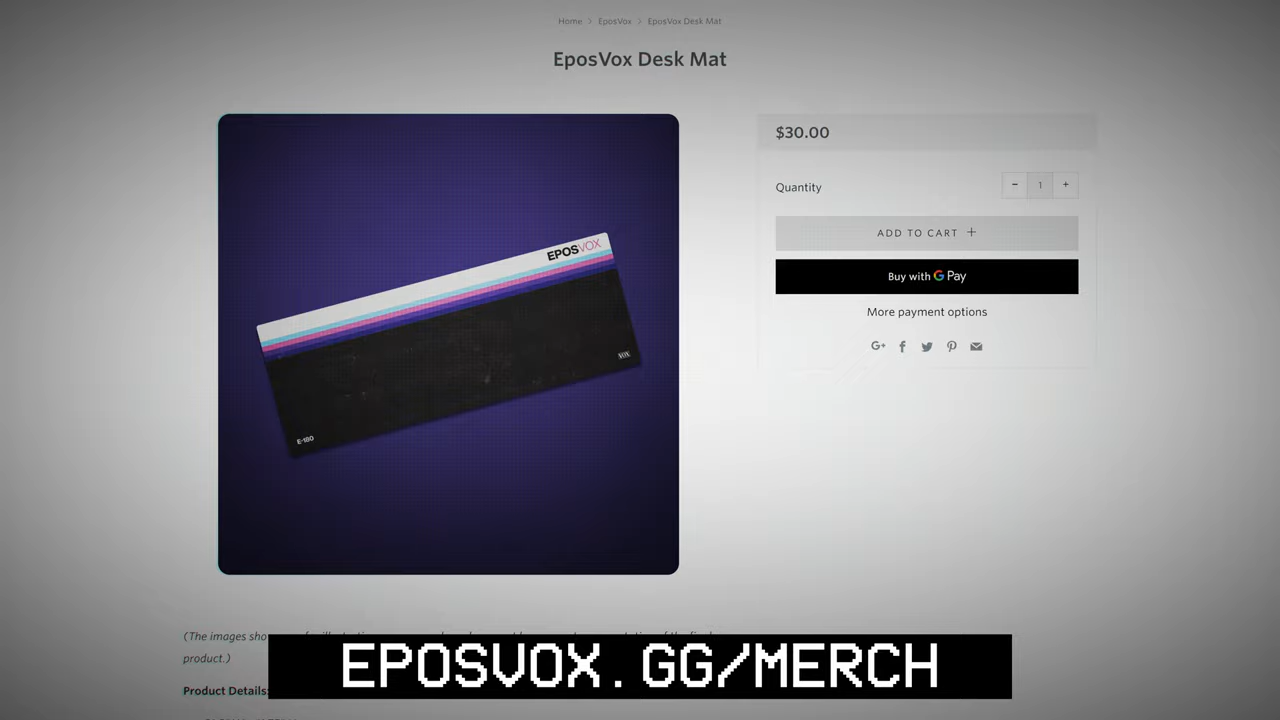 Home > EposVox > EposVox Desk Mat
EposVox Desk Mat
$30.00
Quantity
− 1 +
ADD TO CART +
Buy with G Pay
More payment options
EPOSVOX
VOX
E-180
(The images sho
product.)
Product Details:
EPOSVOX.GG/MERCH